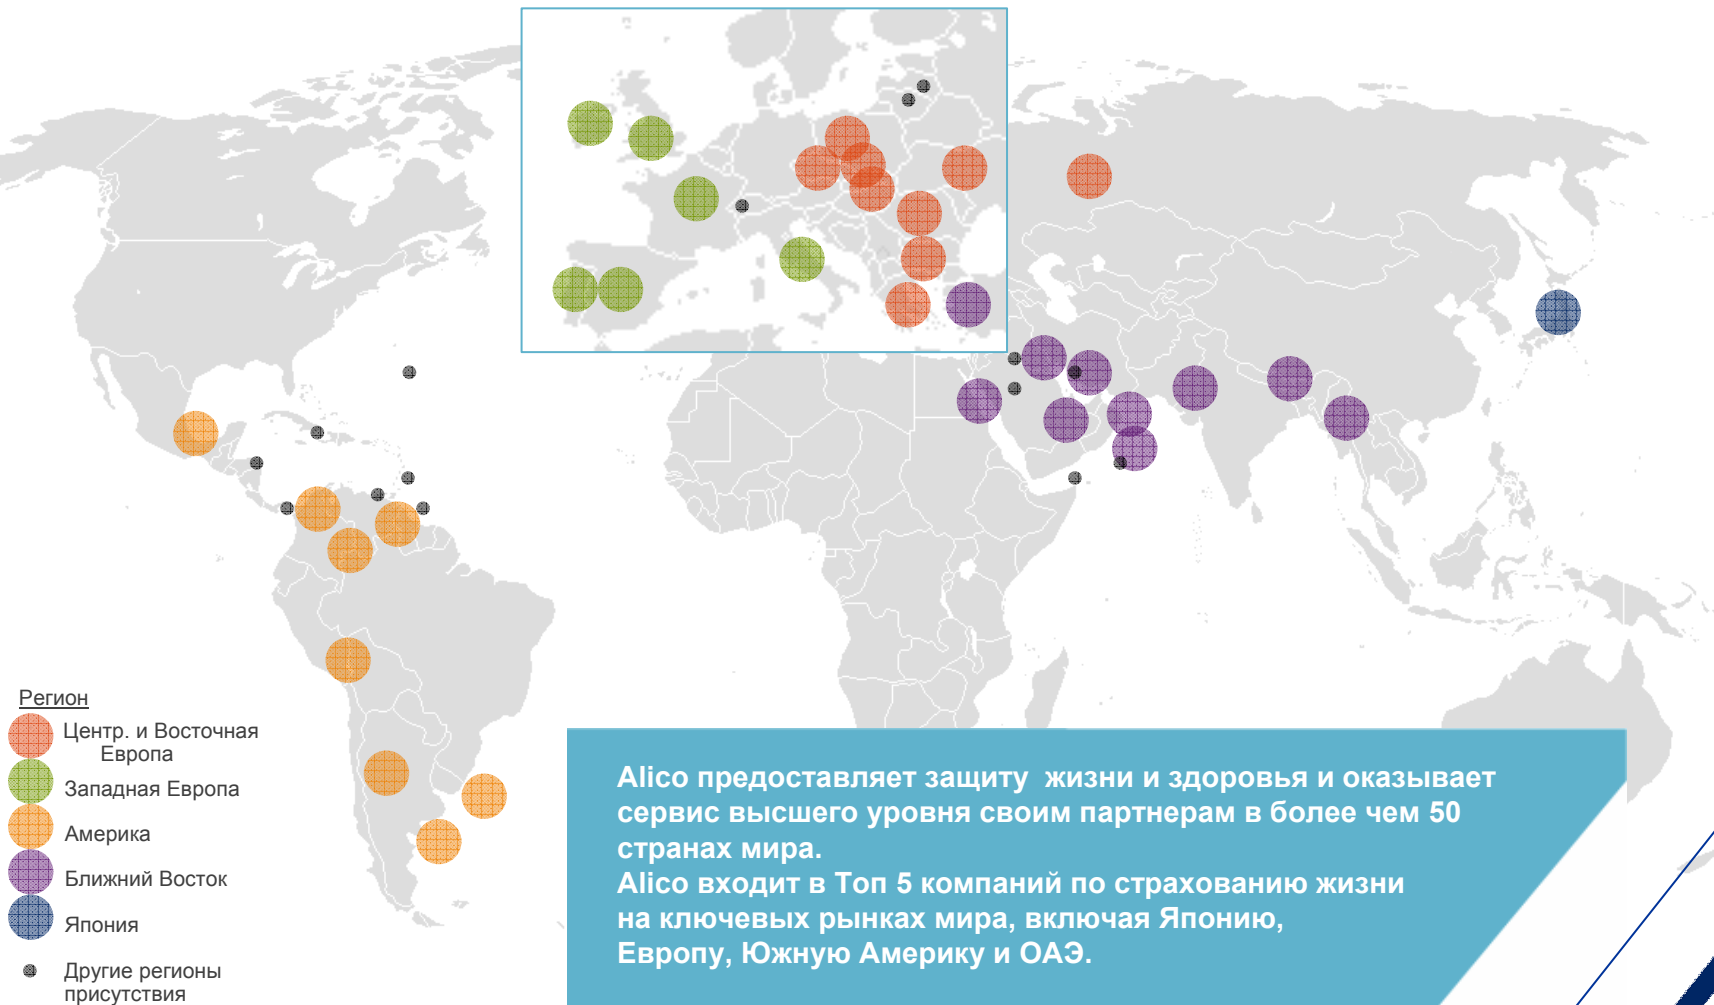 Регион
Центр. и Восточная
Европа
Западная Европа
Америка
Ближний Восток
Япония
Другие регионы
присутствия
Alico предоставляет защиту жизни и здоровья и оказывает
сервис высшего уровня своим партнерам в более чем 50
странах мира.
Alico входит в Топ 5 компаний по страхованию жизни
на ключевых рынках мира, включая Японию,
Европу, Южную Америку и ОАЭ.